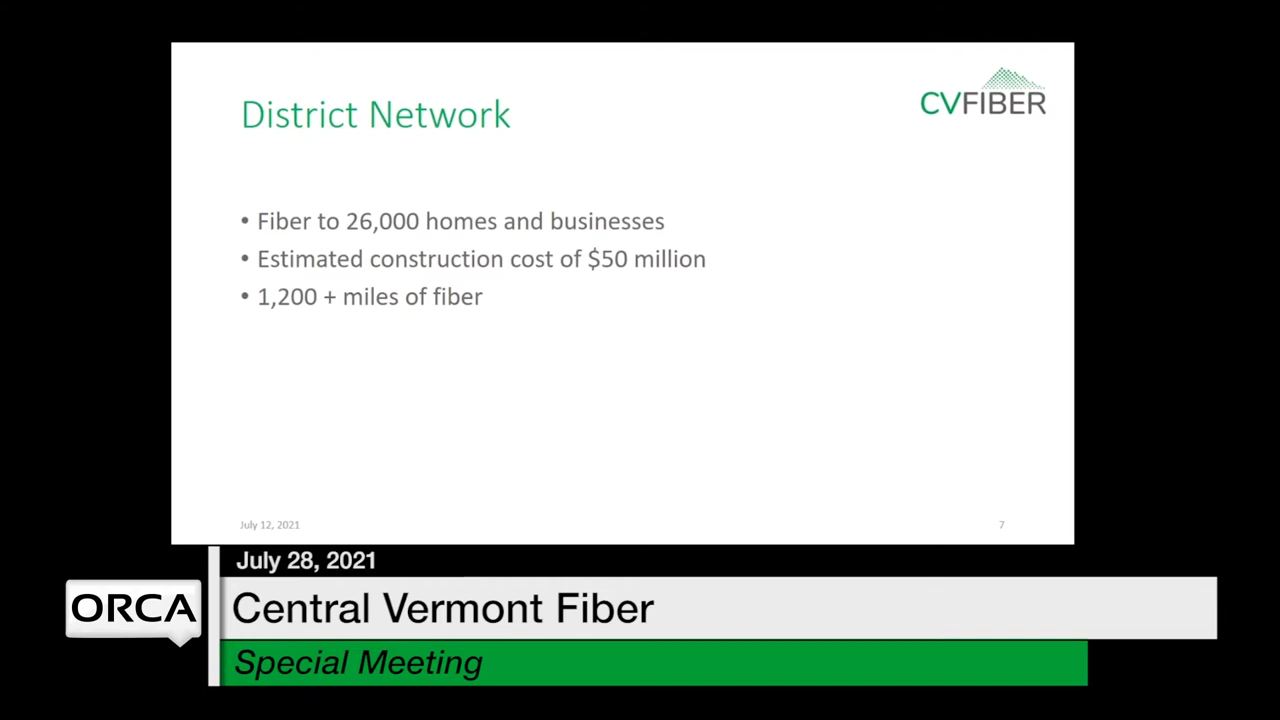 District Network
CVFIBER
• Fiber to 26,000 homes and businesses
• Estimated construction cost of $50 million
• 1,200 + miles of fiber
July 12, 2021
7
July 28, 2021
ORCA
Central Vermont Fiber
Special Meeting